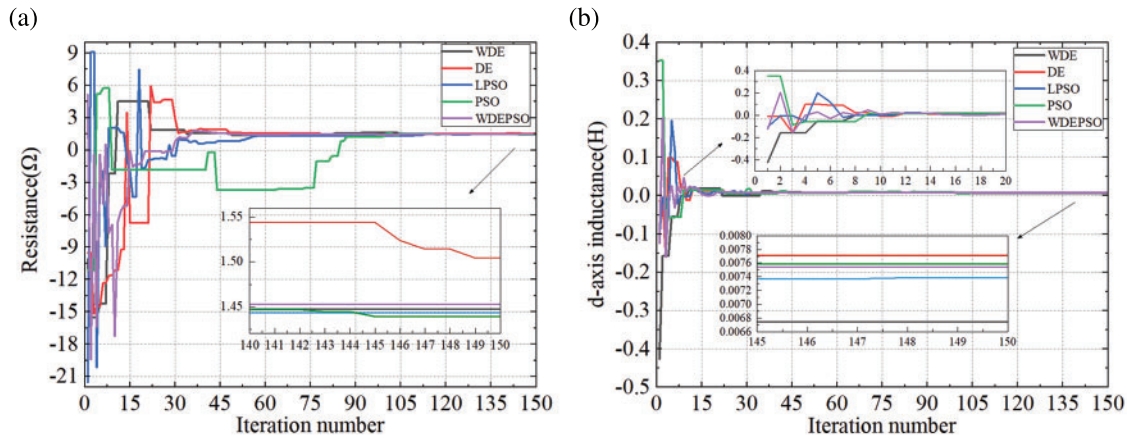 (a)
9
6
3
0
-3
-6
-9
-12
-15
-18
-21
Resistance(Ω)
WDE
DE
LPSO
PSO
WDEPSO
1.55
1.50
1.45
140 141 142 143 144 145 146 147 148 149 150
0 15 30 45 60 75 90 105 120 135 150
Iteration number
(b)
0.4
0.3
0.2
0.1
0.0
-0.1
-0.2
-0.3
-0.4
-0.5
d-axis inductance(H)
WDE
DE
LPSO
PSO
WDEPSO
0.4
0.2
0.0
-0.2
-0.4
0 2 4 6 8 10 12 14 16 18 20
0.0080
0.0078
0.0076
0.0074
0.0072
0.0070
0.0068
0.0066
145 146 147 148 149 150
0 15 30 45 60 75 90 105 120 135 150
Iteration number